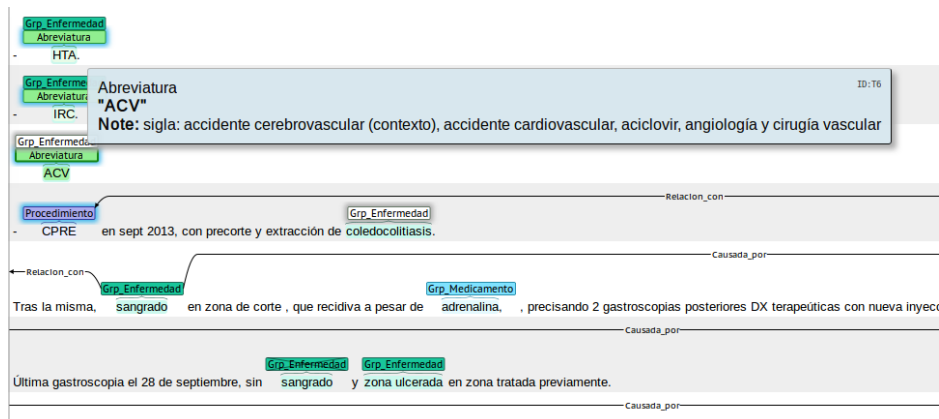 Grp_Enfermedad
Abreviatura
- HTA.
Grp_Enferme
Abreviatura
- IRC.
Abreviatura ID:T6
"ACV"
Note: sigla: accidente cerebrovascular (contexto), accidente cardiovascular, aciclovir, angiología y cirugía vascular
Grp_Enfermeda
Abreviatura
ACV
Relacion_con
Procedimiento Grp_Enfermedad
- CPRE en sept 2013, con precorte y extracción de coledocolitiasis.
Causada_por
Relacion_con
Grp_Enfermedad Grp_Medicamento
Tras la misma, sangrado en zona de corte , que recidiva a pesar de adrenalina, , precisando 2 gastroscopias posteriores DX terapeúticas con nueva inyec
Causada_por
Grp_Enfermedad Grp_Enfermedad
Última gastroscopia el 28 de septiembre, sin sangrado y zona ulcerada en zona tratada previamente.
Causada_por